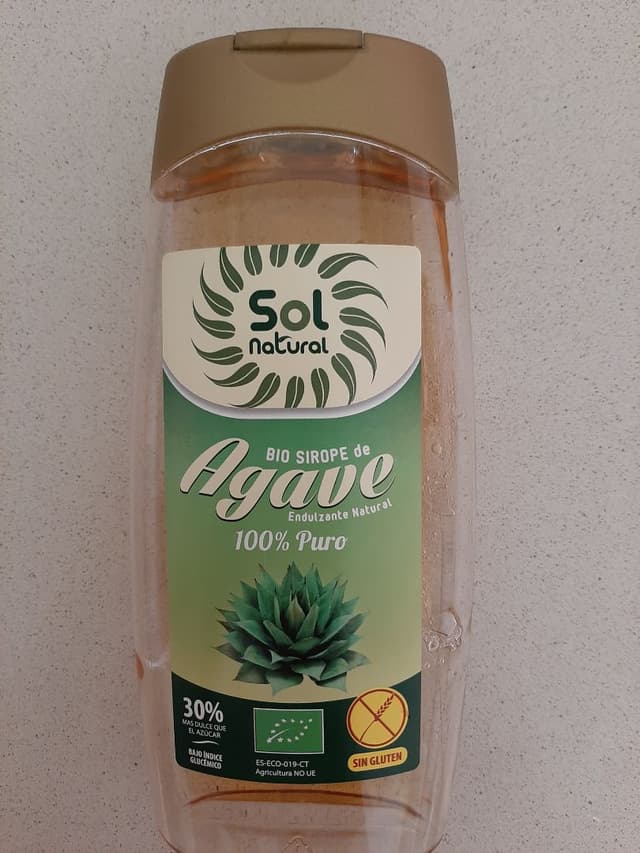 Sol
natural
BIO SIROPE de
Agave
Endulzante Natural
100% Puro
30%
MAS DULCE QUE
EL AZÚCAR
BAJO ÍNDICE
GLUCÉMICO
ES-ECO-019-CT
Agricultura NO UE
SIN GLUTEN